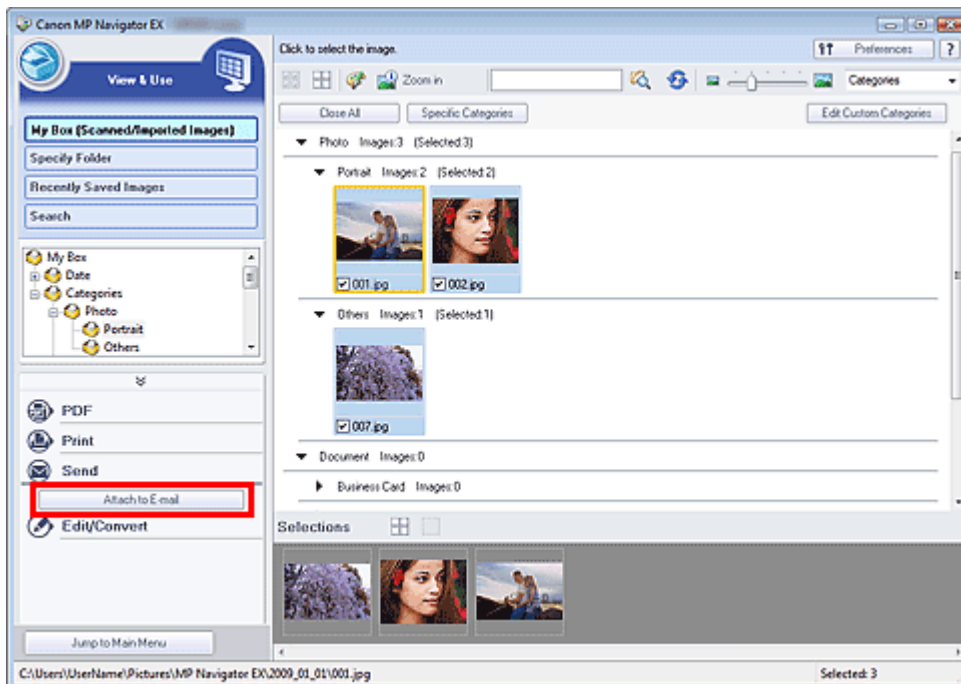 Canon MP Navigator EX
View & Use
My Box (Scanned/Imported Images)
Specify Folder
Recently Saved Images
Search
My Box
Date
Categories
Photo
Portrait
Others
PDF
Print
Send
Attach to E-mail
Edit/Convert
Jump to Main Menu
Click to select the image.
Preferences
?
Zoom in
Categories
Close All
Specific Categories
Edit Custom Categories
Photo Images:3 (Selected:3)
Portrait Images:2 (Selected:2)
001.jpg
002.jpg
Others Images:1 (Selected:1)
007.jpg
Document Images:0
Business Card Images:0
Selections
C:\Users\UserName\Pictures\MP Navigator EX\2009_01_01\001.jpg
Selected: 3